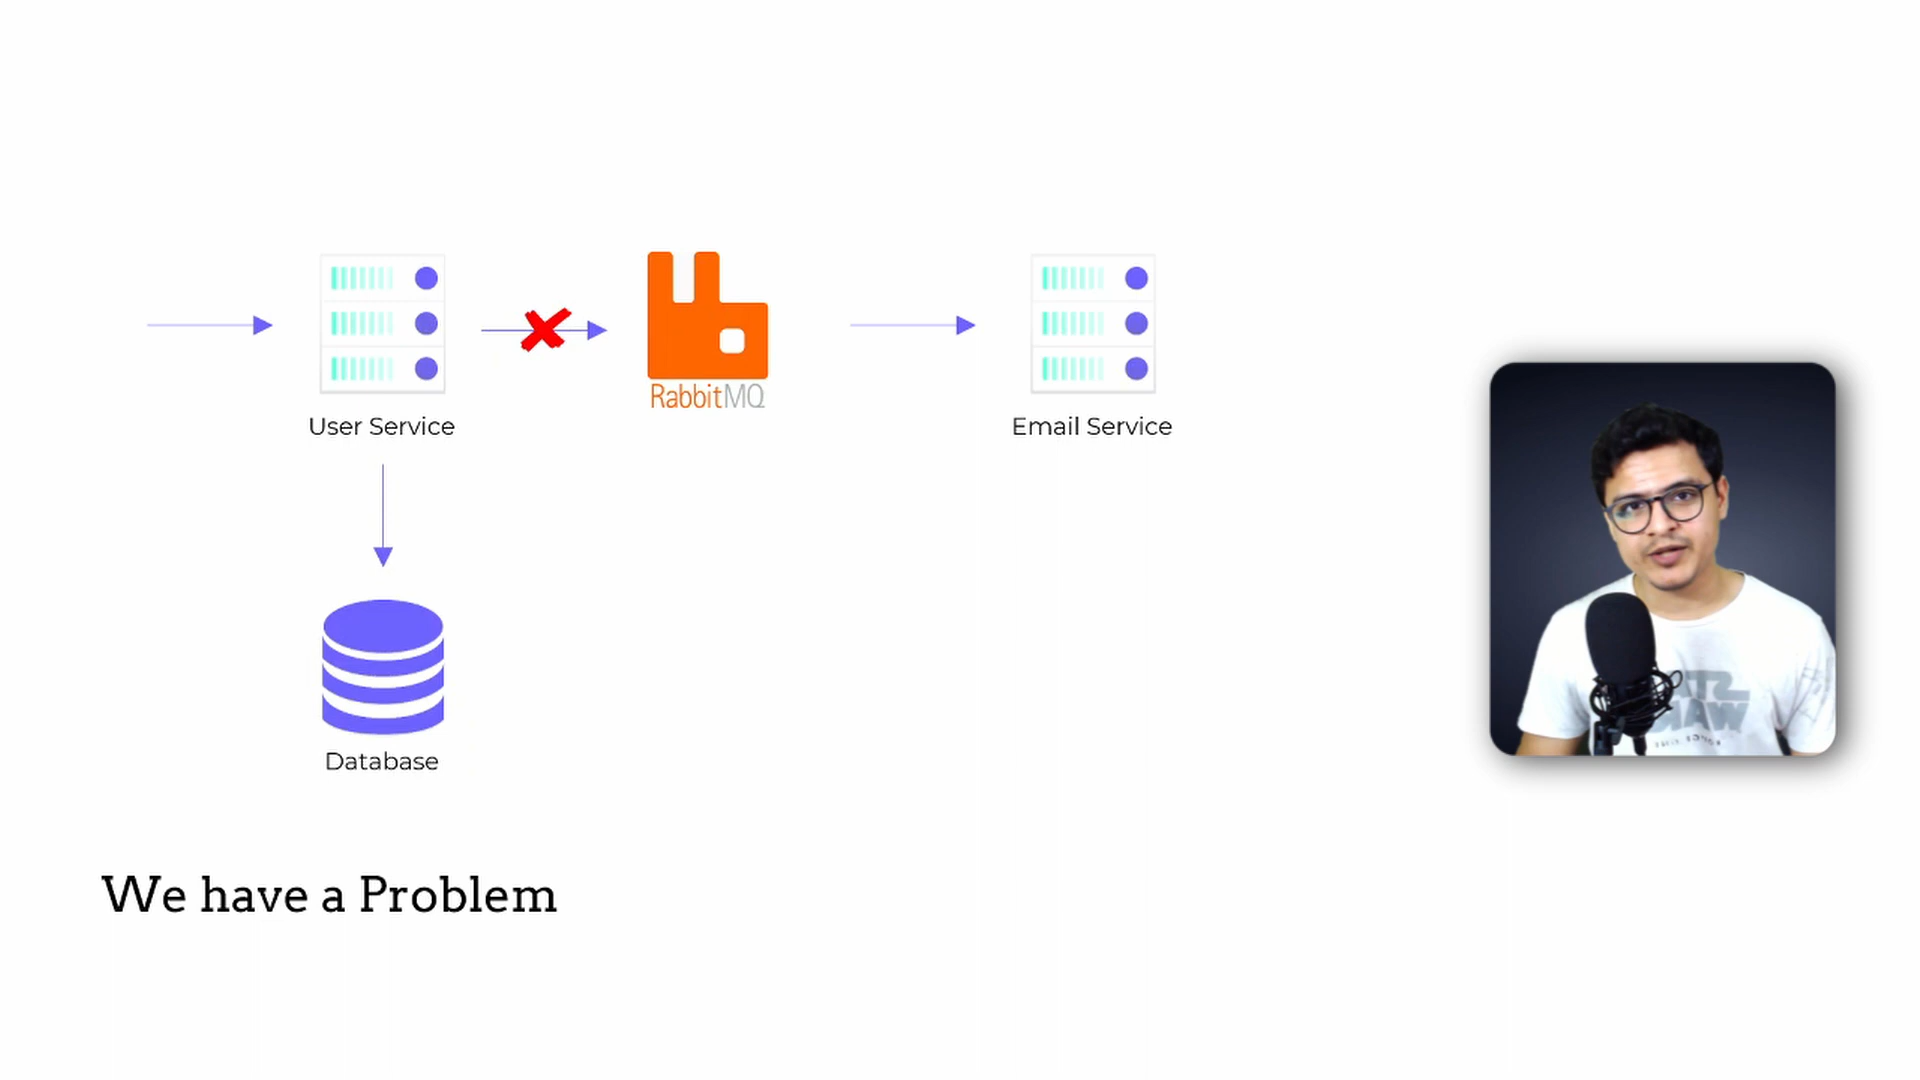 RabbitMQ
User Service
Email Service
Database
We have a Problem